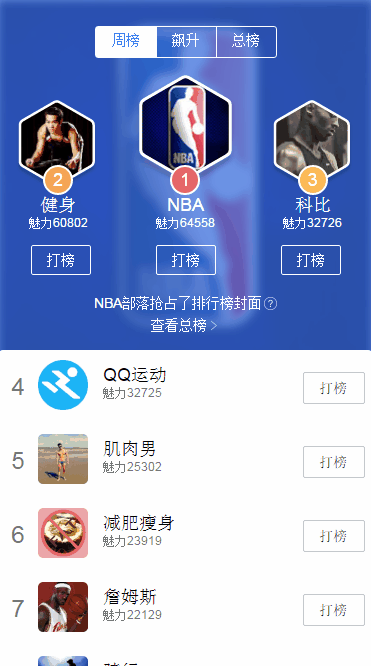 周榜 飙升 总榜
NBA
2 1 3
健身 NBA 科比
魅力60802 魅力64558 魅力32726
打榜 打榜 打榜
NBA部落抢占了排行榜封面 ?
查看总榜 >
4 QQ运动 打榜
魅力32725
5 肌肉男 打榜
魅力25302
6 减肥瘦身 打榜
魅力23919
7 詹姆斯 打榜
魅力22129